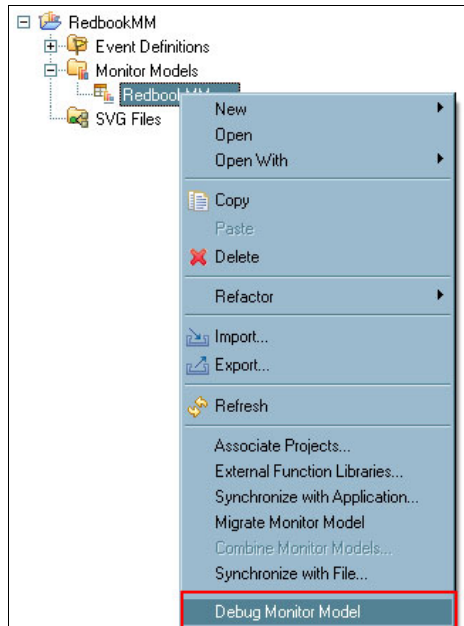 RedbookMM
Event Definitions
Monitor Models
SVG Files
New
Open
Open With
Copy
Paste
Delete
Refactor
Import...
Export...
Refresh
Associate Projects...
External Function Libraries...
Synchronize with Application...
Migrate Monitor Model
Combine Monitor Models...
Synchronize with File...
Debug Monitor Model